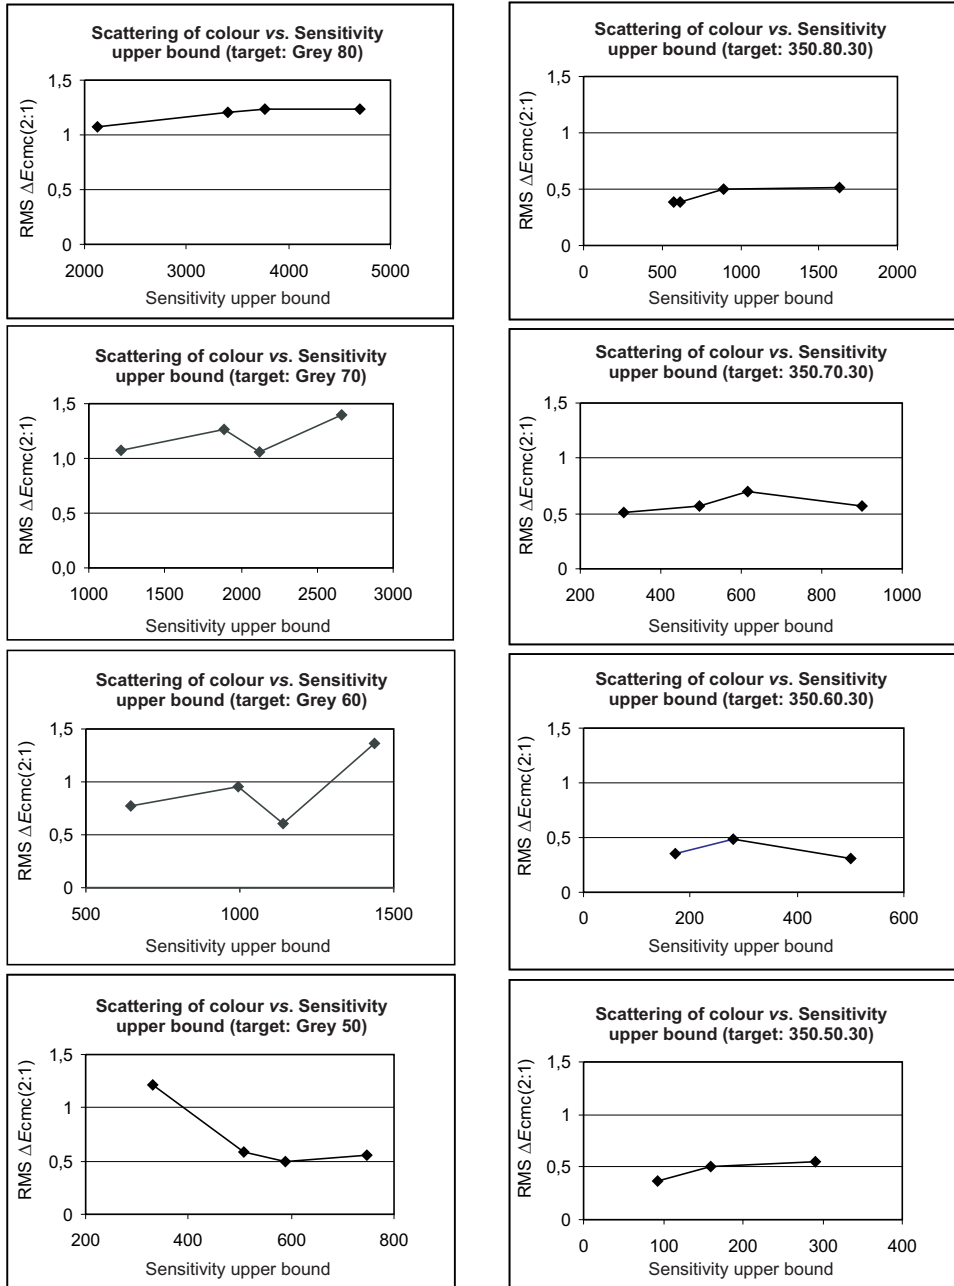 Scattering of colour vs. Sensitivity
upper bound (target: Grey 80)
RMS ΔEcmc(2:1)
1,5
1
0,5
0
2000 3000 4000 5000
Sensitivity upper bound
Scattering of colour vs. Sensitivity
upper bound (target: 350.80.30)
RMS ΔEcmc(2:1)
1,5
1
0,5
0
0 500 1000 1500 2000
Sensitivity upper bound
Scattering of colour vs. Sensitivity
upper bound (target: Grey 70)
RMS ΔEcmc(2:1)
1,5
1,0
0,5
0,0
1000 1500 2000 2500 3000
Sensitivity upper bound
Scattering of colour vs. Sensitivity
upper bound (target: 350.70.30)
RMS ΔEcmc(2:1)
1,5
1
0,5
0
200 400 600 800 1000
Sensitivity upper bound
Scattering of colour vs. Sensitivity
upper bound (target: Grey 60)
RMS ΔEcmc(2:1)
1,5
1
0,5
0
500 1000 1500
Sensitivity upper bound
Scattering of colour vs. Sensitivity
upper bound (target: 350.60.30)
RMS ΔEcmc(2:1)
1,5
1
0,5
0
0 200 400 600
Sensitivity upper bound
Scattering of colour vs. Sensitivity
upper bound (target: Grey 50)
RMS ΔEcmc(2:1)
1,5
1
0,5
0
200 400 600 800
Sensitivity upper bound
Scattering of colour vs. Sensitivity
upper bound (target: 350.50.30)
RMS ΔEcmc(2:1)
1,5
1
0,5
0
0 100 200 300 400
Sensitivity upper bound